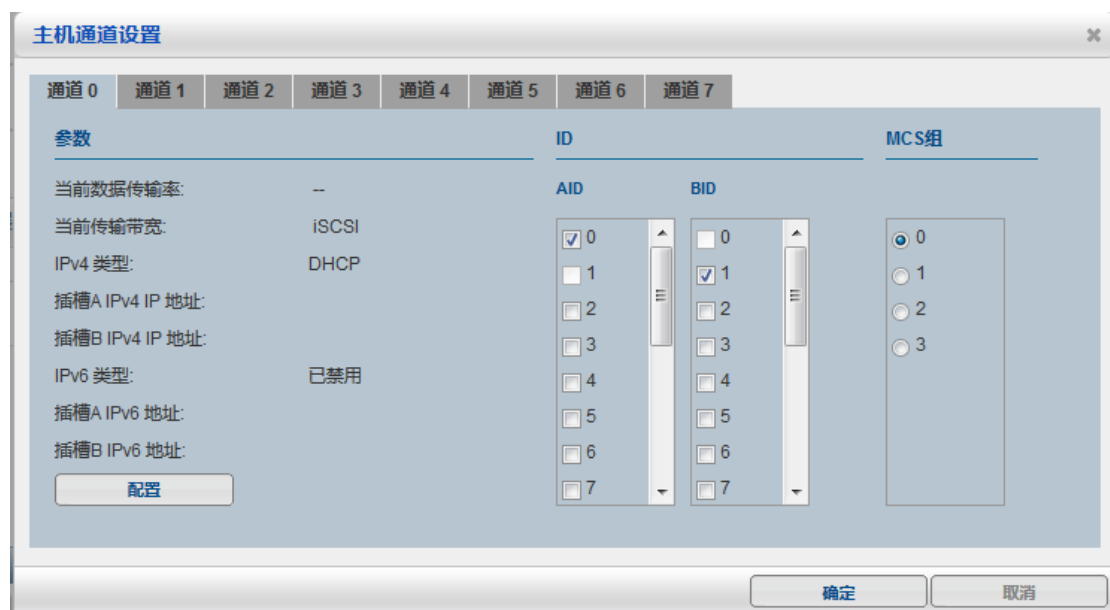 主机通道设置
通道 0 通道 1 通道 2 通道 3 通道 4 通道 5 通道 6 通道 7
参数
当前数据传输率: --
当前传输带宽: iSCSI
IPv4 类型: DHCP
插槽A IPv4 IP 地址:
插槽B IPv4 IP 地址:
IPv6 类型: 已禁用
插槽A IPv6 地址:
插槽B IPv6 地址:
配置
ID
AID BID
0 0
1 1
2 2
3 3
4 4
5 5
6 6
7 7
MCS组
0
1
2
3
确定 取消